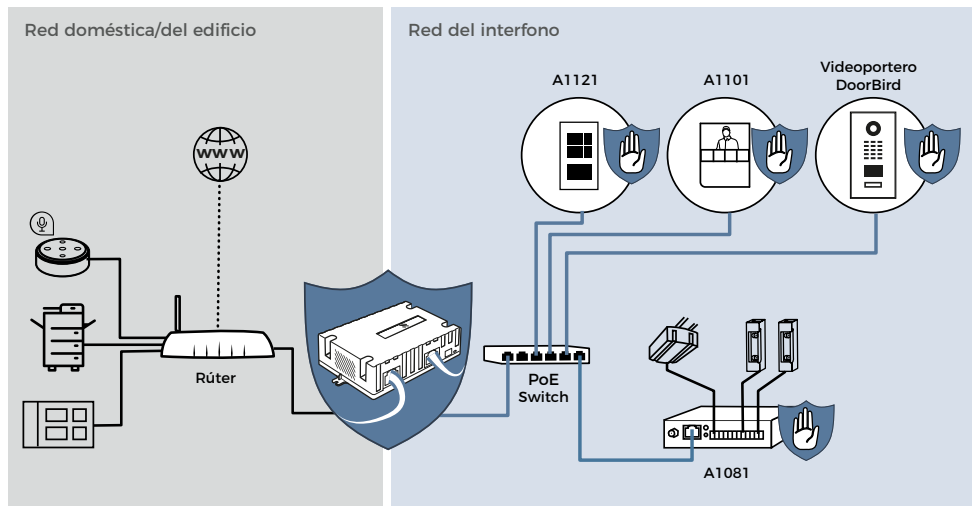 Red doméstica/del edificio
Red del interfono
A1121
A1101
Videoportero
DoorBird
WWW
Rúter
PoE
Switch
A1081